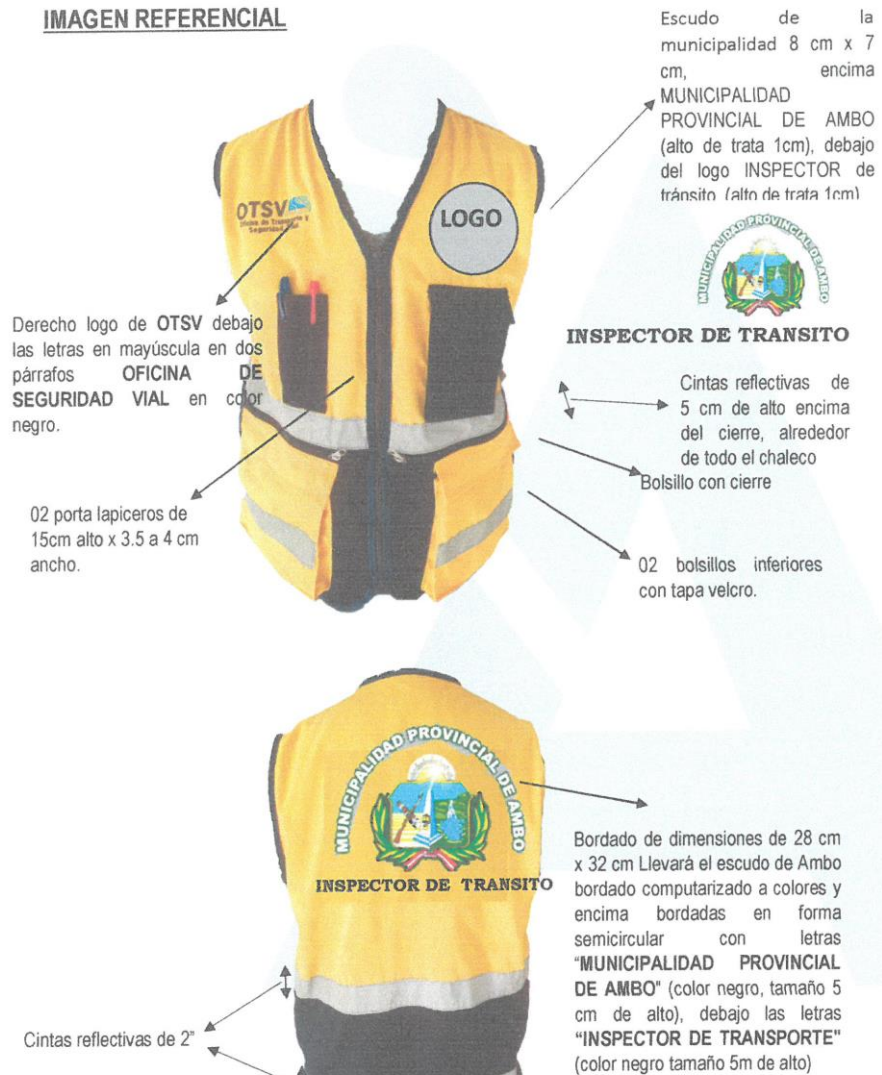 IMAGEN REFERENCIAL
Escudo de la
municipalidad 8 cm x 7
cm, encima
MUNICIPALIDAD
PROVINCIAL DE AMBO
(alto de trata 1cm), debajo
del logo INSPECTOR de
tránsito (alto de trata 1cm)
OTSV
Oficina de Transporte y
Seguridad Vial
LOGO
MUNICIPALIDAD PROVINCIAL DE AMBO
INSPECTOR DE TRANSITO
Derecho logo de OTSV debajo
las letras en mayúscula en dos
párrafos OFICINA DE
SEGURIDAD VIAL en color
negro.
Cintas reflectivas de
5 cm de alto encima
del cierre, alrededor
de todo el chaleco
Bolsillo con cierre
02 porta lapiceros de
15cm alto x 3.5 a 4 cm
ancho.
02 bolsillos inferiores
con tapa velcro.
MUNICIPALIDAD PROVINCIAL DE AMBO
INSPECTOR DE TRANSITO
Bordado de dimensiones de 28 cm
x 32 cm Llevará el escudo de Ambo
bordado computarizado a colores y
encima bordadas en forma
semicircular con letras
"MUNICIPALIDAD PROVINCIAL
DE AMBO" (color negro, tamaño 5
cm de alto), debajo las letras
"INSPECTOR DE TRANSPORTE"
(color negro tamaño 5m de alto)
Cintas reflectivas de 2"